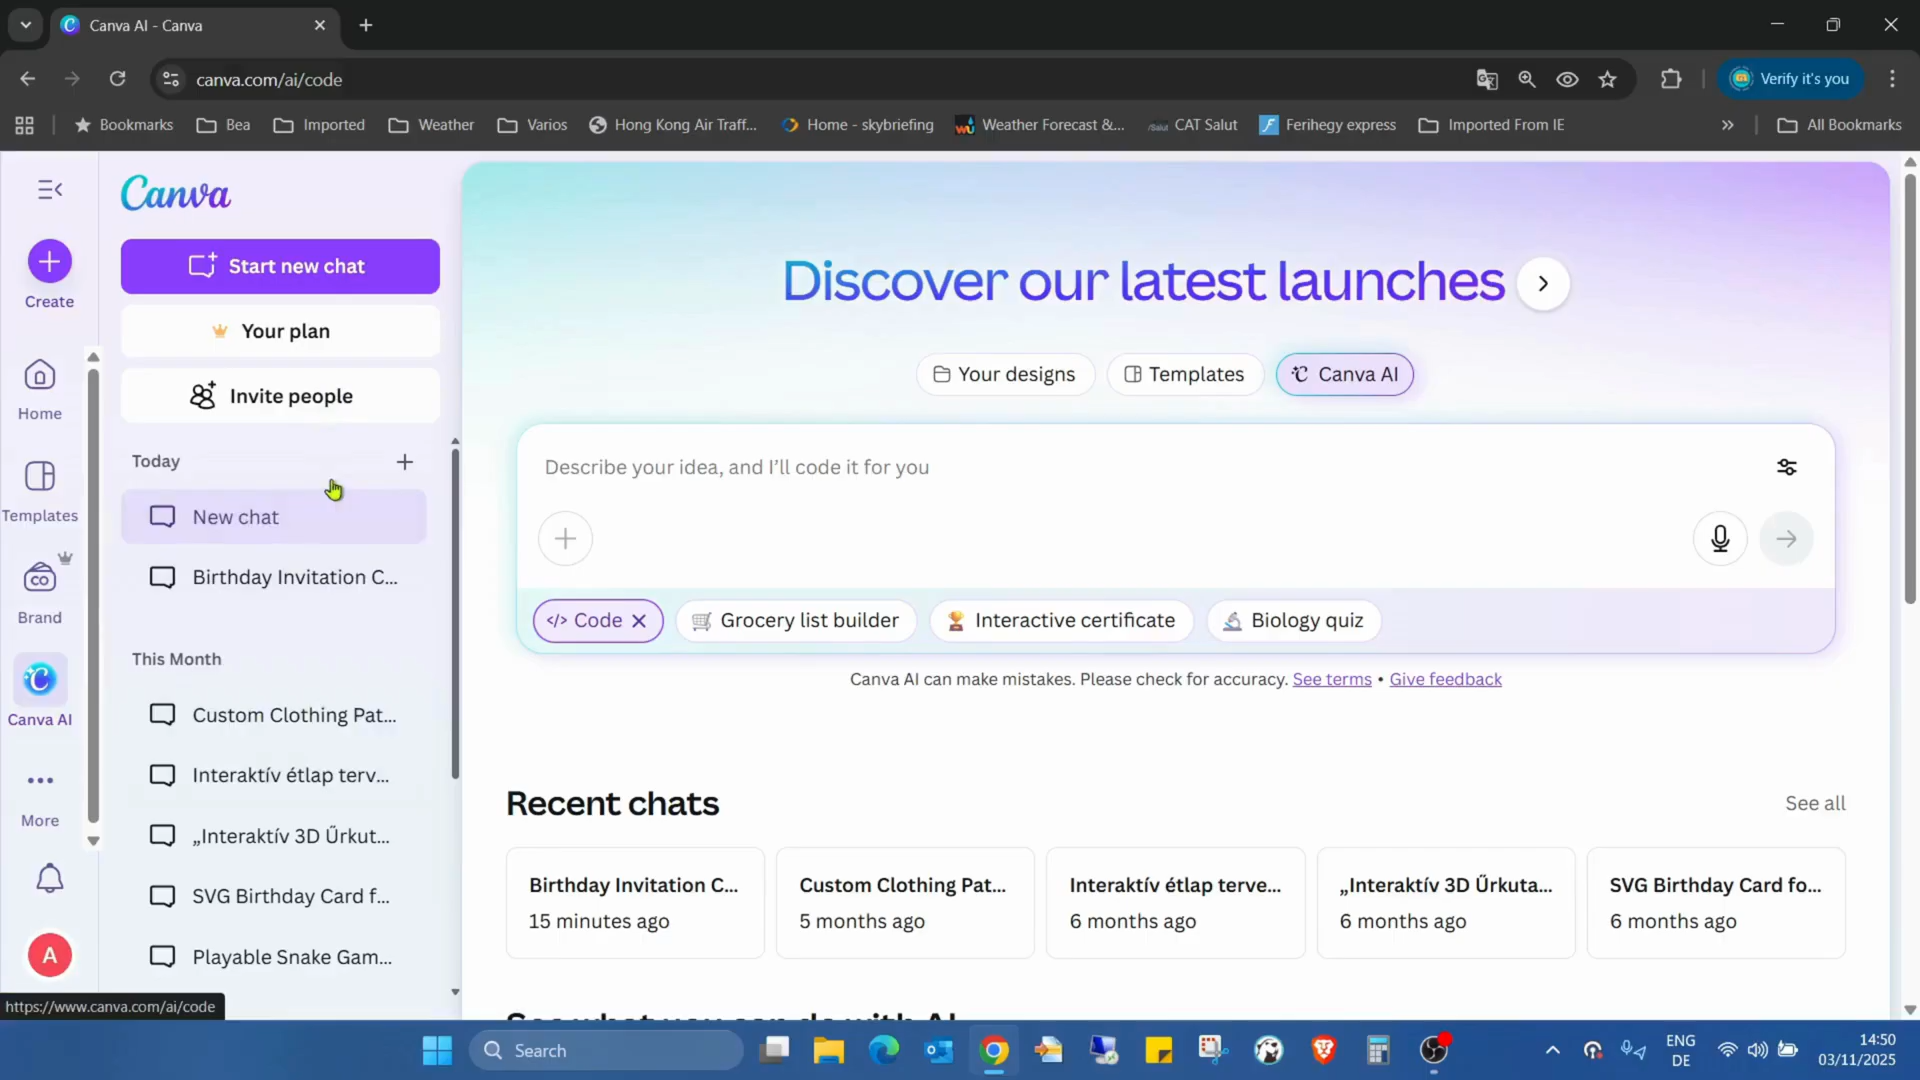 Canva AI - Canva
canva.com/ai/code
Verify it's you
Bookmarks
Bea
Imported
Weather
Varios
Hong Kong Air Traff...
Home - skybriefing
Weather Forecast &...
CAT Salut
Ferihegy express
Imported From IE
All Bookmarks
Canva
Create
Home
Templates
Brand
Canva AI
More
A
Start new chat
Your plan
Invite people
Today
New chat
Birthday Invitation C...
This Month
Custom Clothing Pat...
Interaktív étlap terv...
„Interaktív 3D Űrkut...
SVG Birthday Card f...
Playable Snake Gam...
https://www.canva.com/ai/code
Discover our latest launches
Your designs
Templates
Canva AI
Describe your idea, and I'll code it for you
</> Code
Grocery list builder
Interactive certificate
Biology quiz
Canva AI can make mistakes. Please check for accuracy. See terms • Give feedback
Recent chats
See all
Birthday Invitation C...
15 minutes ago
Custom Clothing Pat...
5 months ago
Interaktív étlap terve...
6 months ago
„Interaktív 3D Űrkuta...
6 months ago
SVG Birthday Card fo...
6 months ago
See what you can do with AI
Search
ENG
DE
14:50
03/11/2025